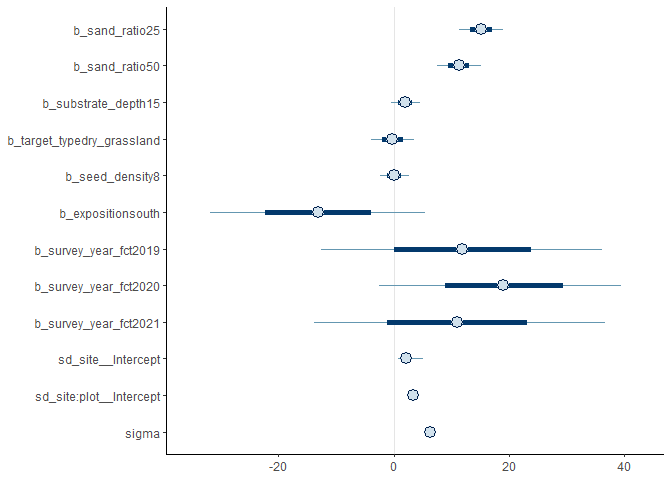 b_sand_ratio25
b_sand_ratio50
b_substrate_depth15
b_target_typedry_grassland
b_seed_density8
b_expositionsouth
b_survey_year_fct2019
b_survey_year_fct2020
b_survey_year_fct2021
sd_site__Intercept
sd_site:plot__Intercept
sigma
-20 0 20 40